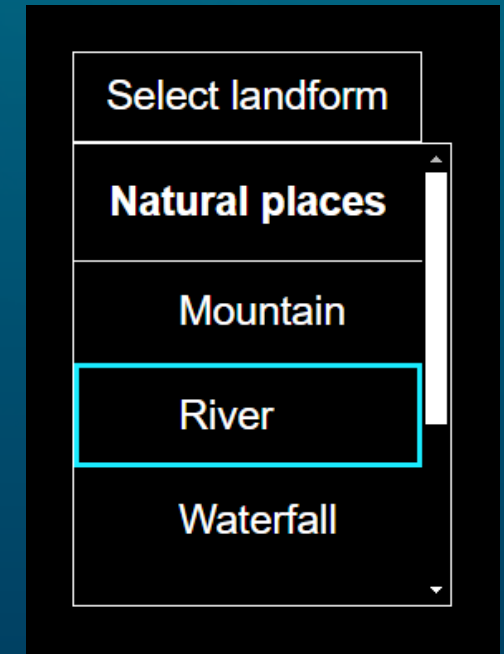 Select landform
Natural places
Mountain
River
Waterfall